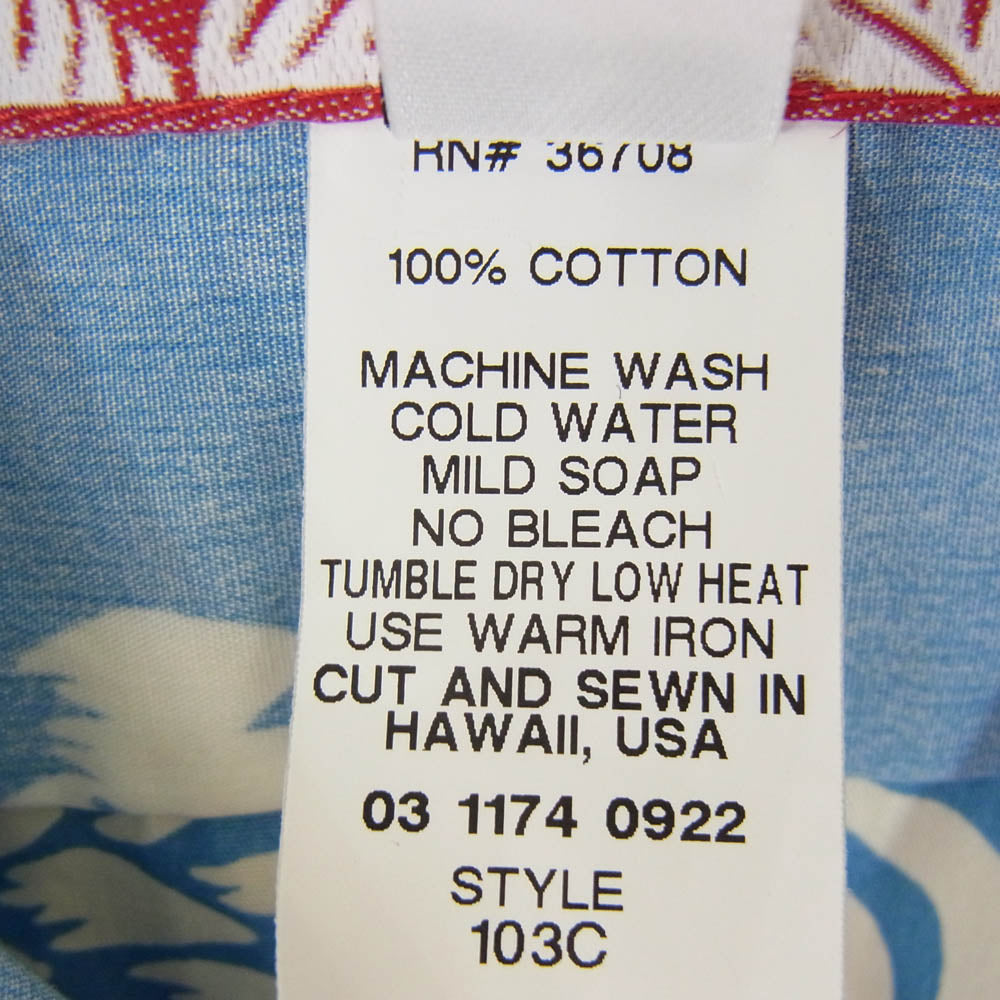 RN# 36708
100% COTTON
MACHINE WASH
COLD WATER
MILD SOAP
NO BLEACH
TUMBLE DRY LOW HEAT
USE WARM IRON
CUT AND SEWN IN
HAWAII, USA
03 1174 0922
STYLE
103C